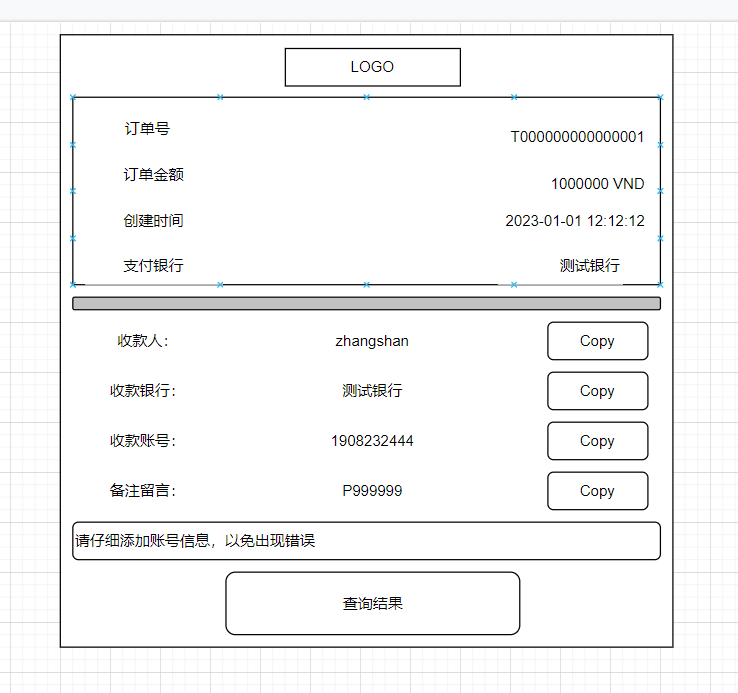 LOGO
订单号 T000000000000001
订单金额 1000000 VND
创建时间 2023-01-01 12:12:12
支付银行 测试银行
收款人: zhangshan Copy
收款银行: 测试银行 Copy
收款账号: 1908232444 Copy
备注留言: P999999 Copy
请仔细添加账号信息，以免出现错误
查询结果